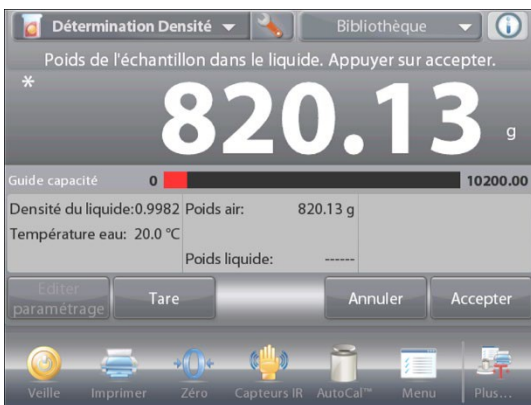 Détermination Densité Bibliothèque
Poids de l'échantillon dans le liquide. Appuyer sur accepter.
*
820.13 g
Guide capacité 0 10200.00
Densité du liquide:0.9982 Poids air: 820.13 g
Température eau: 20.0 °C
Poids liquide: ------
Editer paramétrage Tare Annuler Accepter
Veille Imprimer Zéro Capteurs IR AutoCal™ Menu Plus...